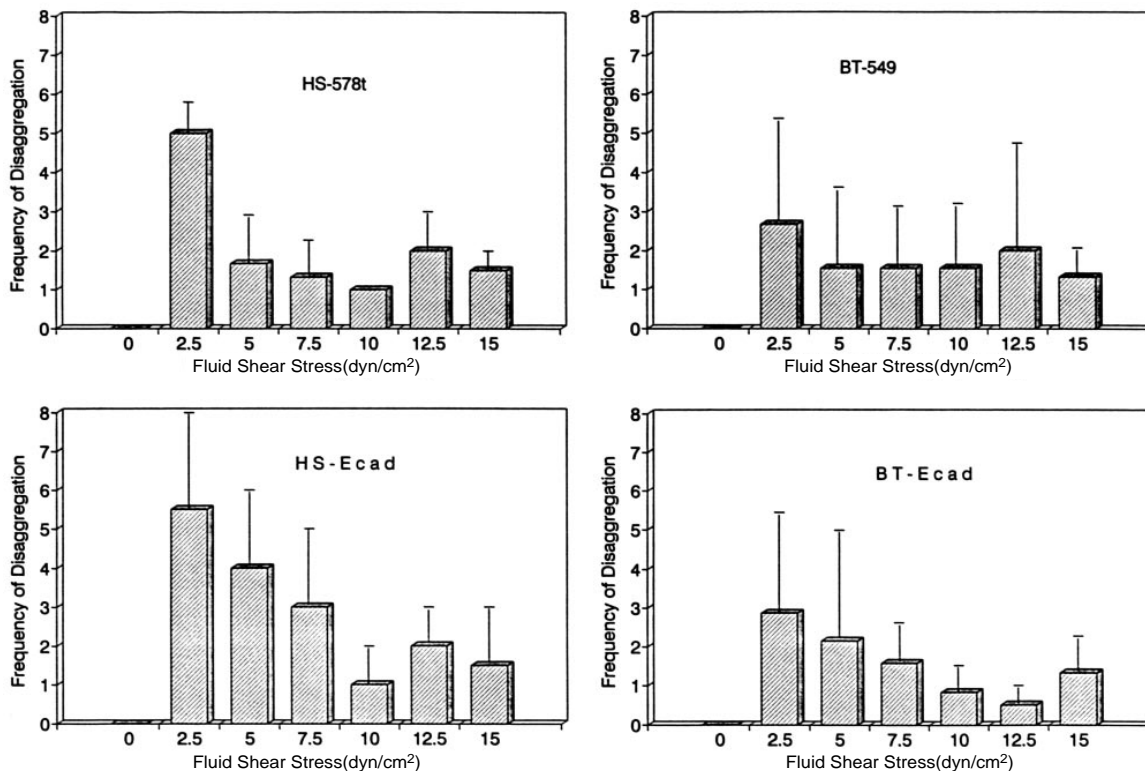 8
7
6
5
4
3
2
1
0
Frequency of Disaggregation
HS-578t
0 2.5 5 7.5 10 12.5 15
Fluid Shear Stress(dyn/cm²)
8
7
6
5
4
3
2
1
0
Frequency of Disaggregation
BT-549
0 2.5 5 7.5 10 12.5 15
Fluid Shear Stress(dyn/cm²)
8
7
6
5
4
3
2
1
0
Frequency of Disaggregation
HS-Ecad
0 2.5 5 7.5 10 12.5 15
Fluid Shear Stress(dyn/cm²)
8
7
6
5
4
3
2
1
0
Frequency of Disaggregation
BT-Ecad
0 2.5 5 7.5 10 12.5 15
Fluid Shear Stress(dyn/cm²)